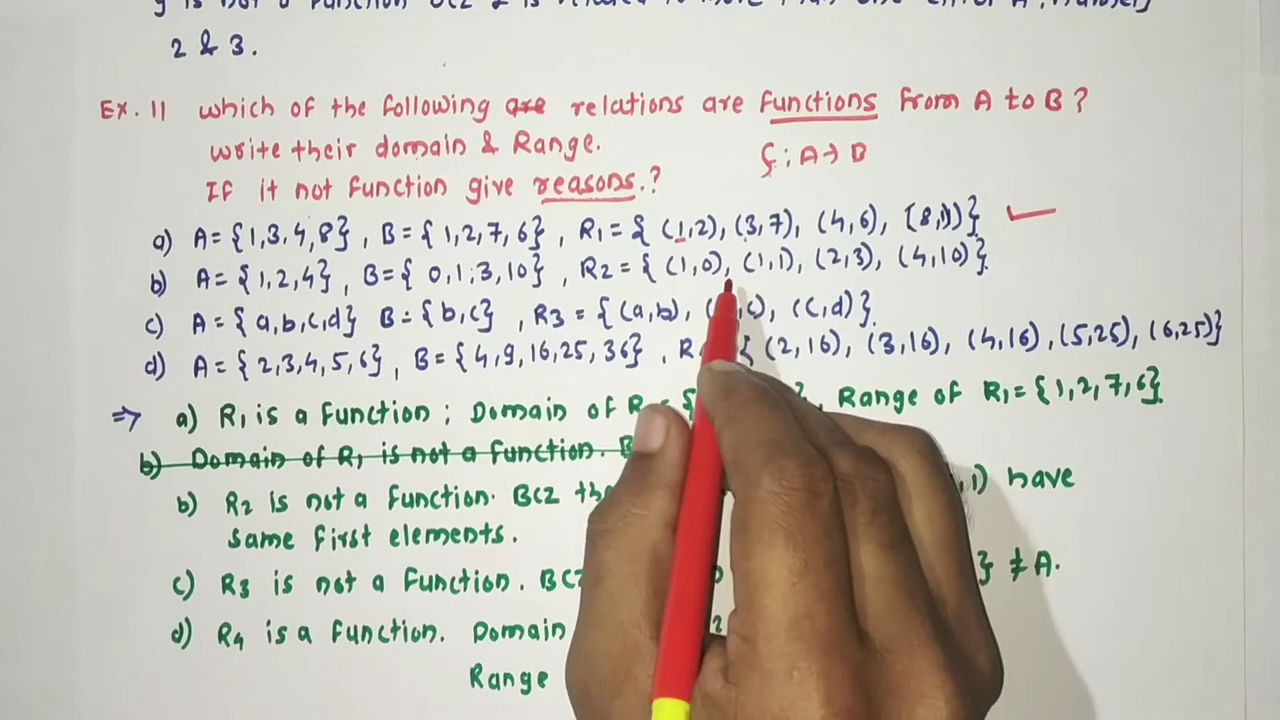 2 & 3.
Ex. 11 which of the following are relations are functions from A to B ?
write their domain & Range.
f : A → B
If it not function give reasons.?
a) A = {1,3,4,8} , B = { 1,2,7,6} , R1 = { (1,2), (3,7), (4,6), (8,1)}
b) A = {1,2,4} , B = { 0,1,3,10} , R2 = { (1,0), (1,1), (2,3), (4,10)}.
c) A = {a,b,c,d} B = {b,c} , R3 = {(a,b), ( ,c), (c,d)}.
d) A = { 2,3,4,5,6} , B = {4,9,16,25,36} , R { (2,16), (3,16), (4,16), (5,25), (6,25)}
⇒ a) R1 is a function ; Domain of R = { } , Range of R1 = {1,2,7,6}
b) Domain of R1 is not a function. B
b) R2 is not a function. BCZ the ,1) have
same first elements.
c) R3 is not a function. BCZ } ≠ A.
d) R4 is a function. Domain 2
Range